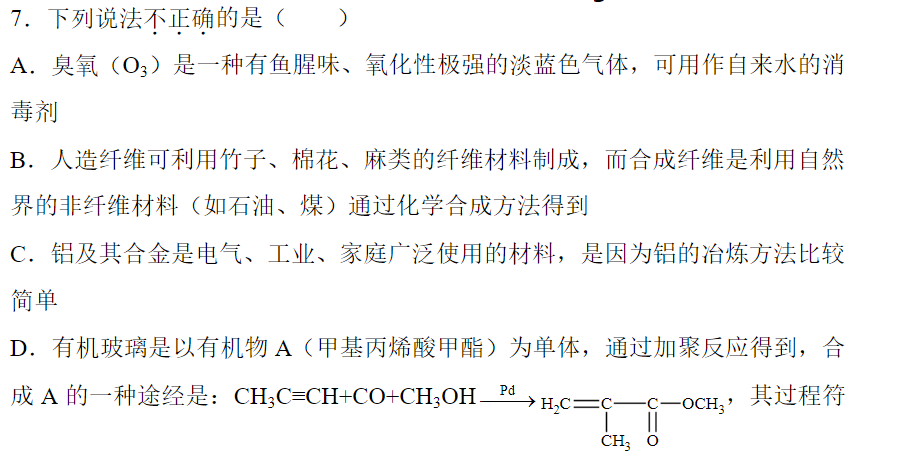 7．下列说法不正确的是（  ）
A．臭氧（O₃）是一种有鱼腥味、氧化性极强的淡蓝色气体，可用作自来水的消
毒剂
B．人造纤维可利用竹子、棉花、麻类的纤维材料制成，而合成纤维是利用自然
界的非纤维材料（如石油、煤）通过化学合成方法得到
C．铝及其合金是电气、工业、家庭广泛使用的材料，是因为铝的冶炼方法比较
简单
D．有机玻璃是以有机物 A（甲基丙烯酸甲酯）为单体，通过加聚反应得到，合
成 A 的一种途经是：CH₃C≡CH+CO+CH₃OH Pd→ H₂C=C—C—OCH₃，其过程符
CH₃ O